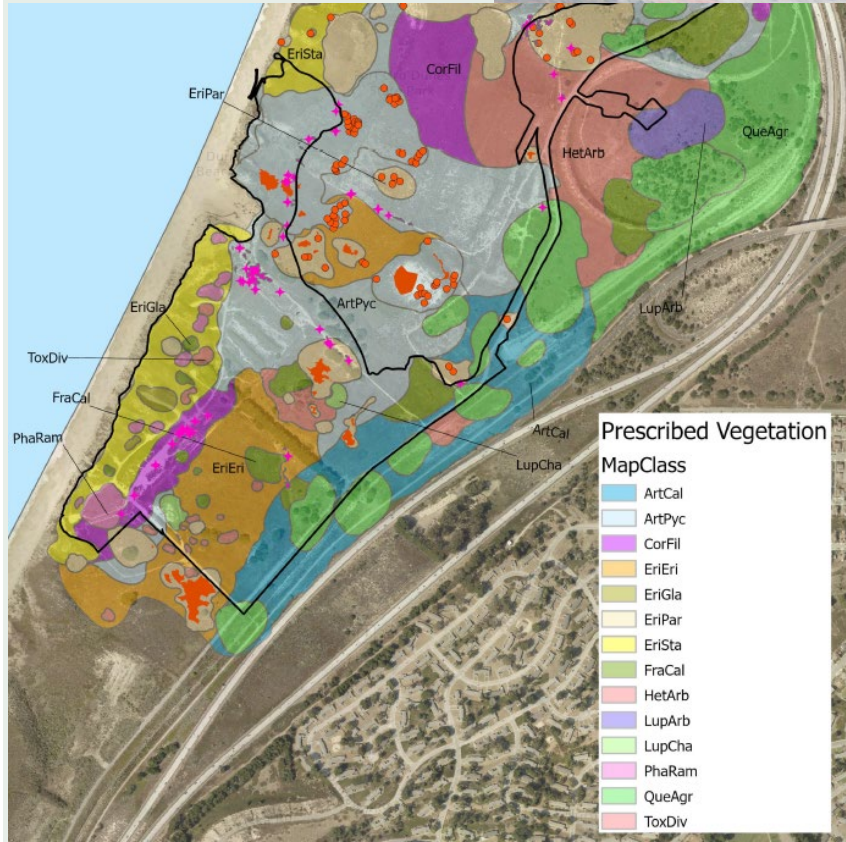 EriSta
CorFil
EriPar
QueAgr
HetArb
EriGla
ArtPyc
LupArb
ToxDiv
FraCal
PhaRam
EriEri
ArtCal
LupCha
Prescribed Vegetation
MapClass
ArtCal
ArtPyc
CorFil
EriEri
EriGla
EriPar
EriSta
FraCal
HetArb
LupArb
LupCha
PhaRam
QueAgr
ToxDiv